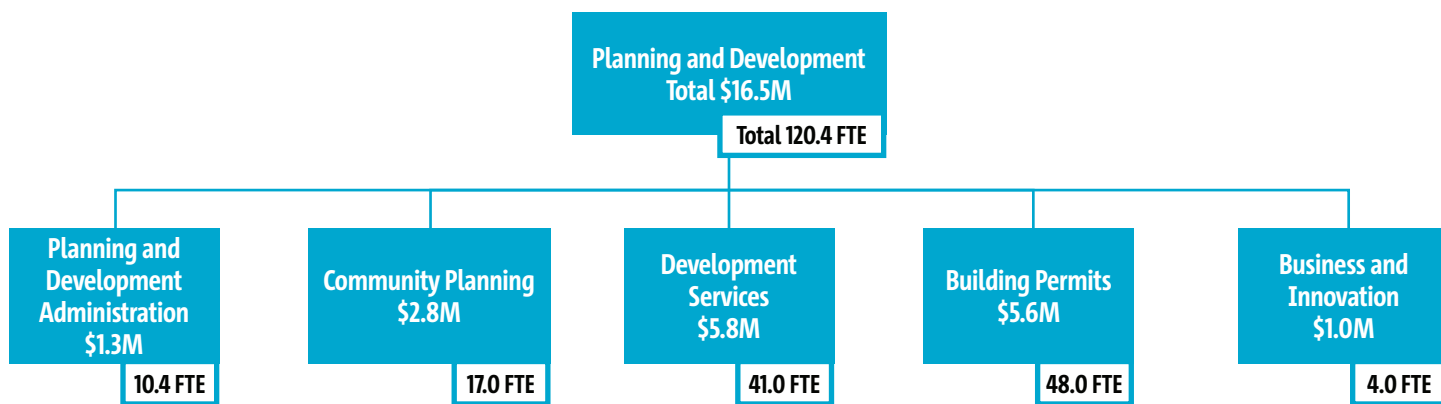 Planning and Development
Total $16.5M
Total 120.4 FTE
Planning and
Development
Administration
$1.3M
10.4 FTE
Community Planning
$2.8M
17.0 FTE
Development
Services
$5.8M
41.0 FTE
Building Permits
$5.6M
48.0 FTE
Business and
Innovation
$1.0M
4.0 FTE